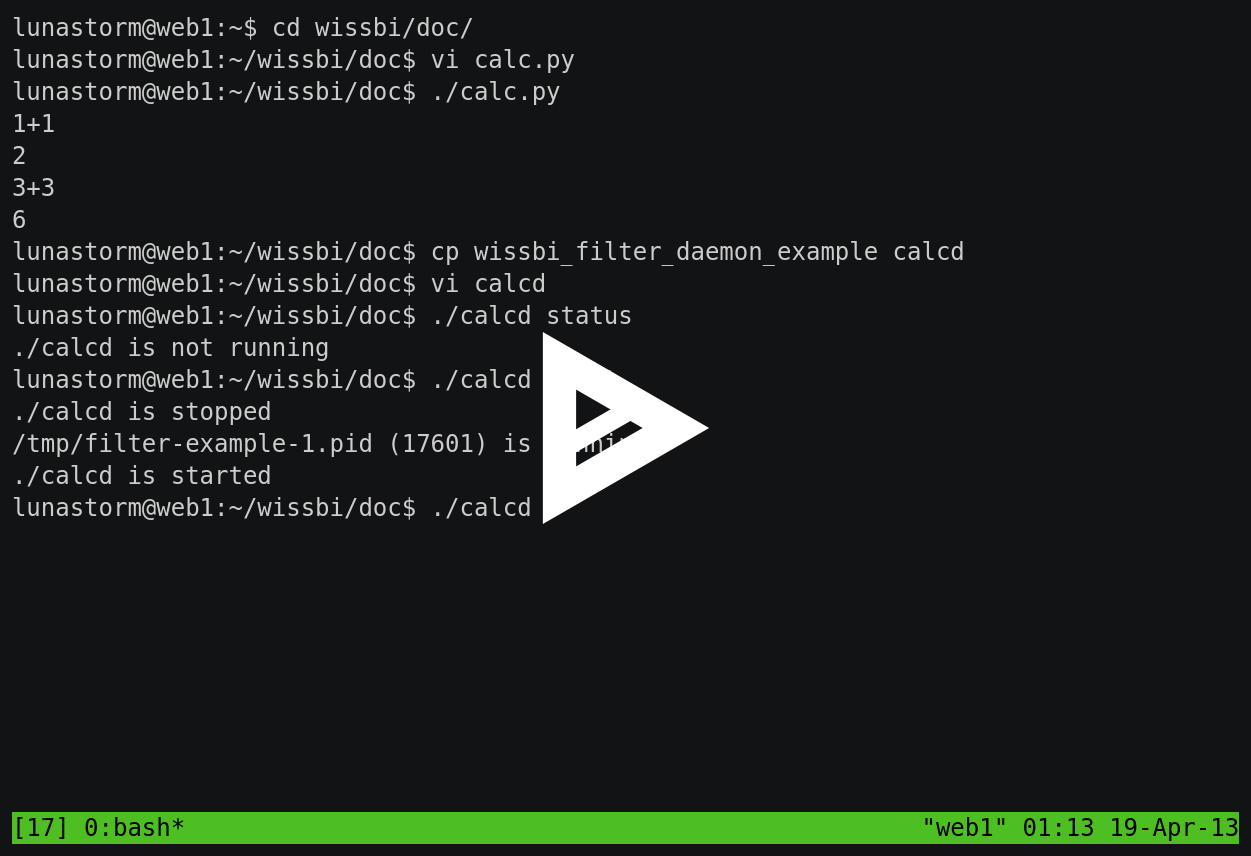 lunastorm@web1:~$ cd wissbi/doc/
lunastorm@web1:~/wissbi/doc$ vi calc.py
lunastorm@web1:~/wissbi/doc$ ./calc.py
1+1
2
3+3
6
lunastorm@web1:~/wissbi/doc$ cp wissbi_filter_daemon_example calcd
lunastorm@web1:~/wissbi/doc$ vi calcd
lunastorm@web1:~/wissbi/doc$ ./calcd status
./calcd is not running
lunastorm@web1:~/wissbi/doc$ ./calcd
./calcd is stopped
/tmp/filter-example-1.pid (17601) is
./calcd is started
lunastorm@web1:~/wissbi/doc$ ./calcd
[17] 0:bash* "web1" 01:13 19-Apr-13